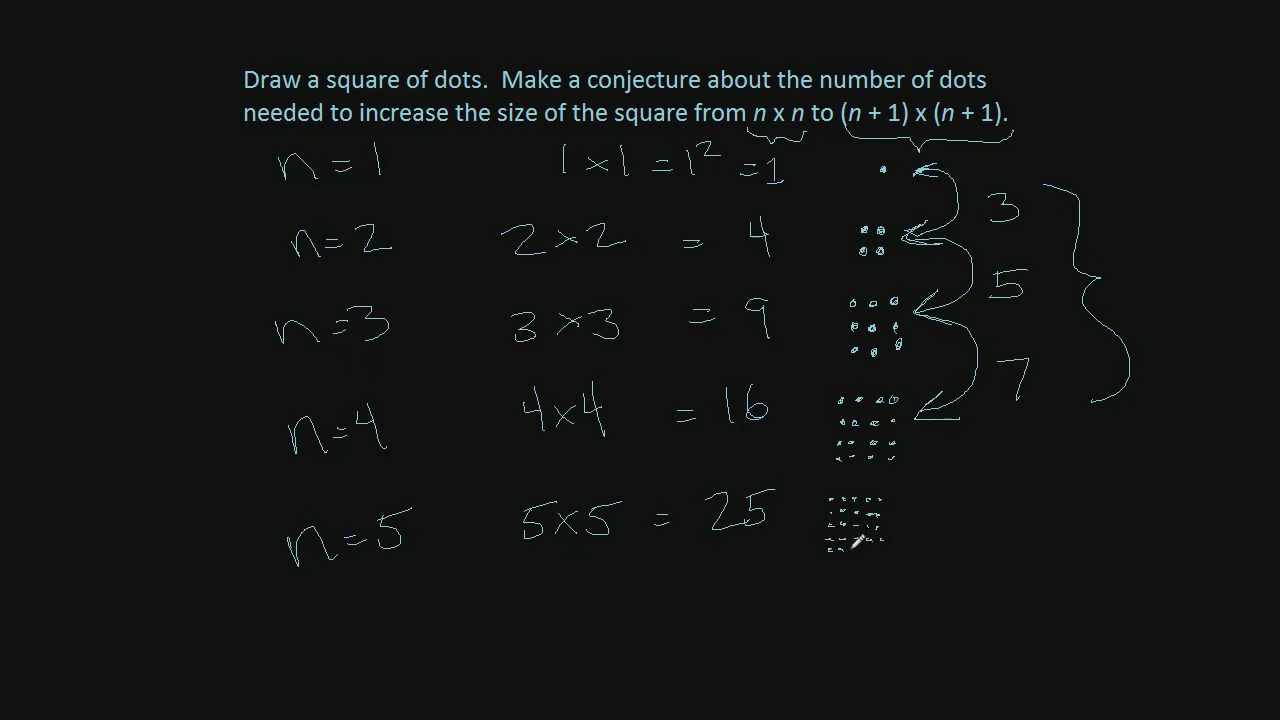 Draw a square of dots.  Make a conjecture about the number of dots
needed to increase the size of the square from n x n to (n + 1) x (n + 1).
n = 1 1 × 1 = 1² = 1
3
n = 2 2 × 2 = 4
5
n = 3 3 × 3 = 9
7
n = 4 4 × 4 = 16
n = 5 5 × 5 = 25